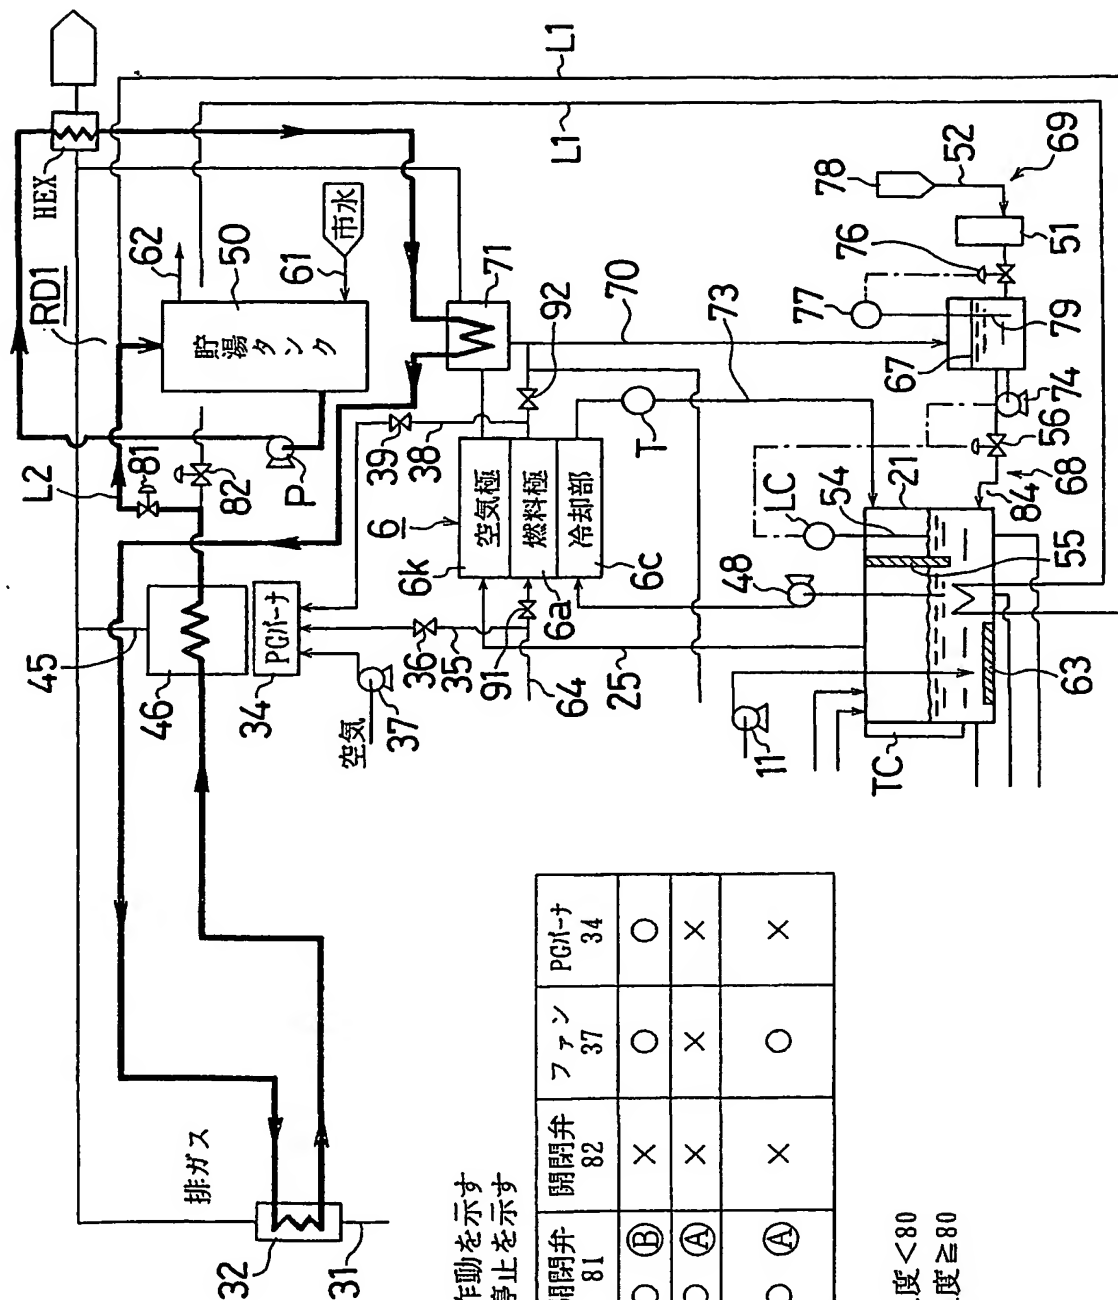 HEX
L1
L1
RD1
62
50
貯湯タンク
61
市水
L2
81
82
P
71
92
70
45
46
PGバーナ
34
空気
37
36
35
39
38
6
空気極
燃料極
冷却部
6k
6a
6c
91
64
25
T
73
78
52
69
76
51
77
67
79
74
56
68
84
LC
54
21
48
55
63
11
TC
排ガス
32
31
作動を示す
停止を示す
開閉弁 81
開閉弁 82
ファン 37
PGバーナ 34
○ Ⓑ × ○ ○
○ Ⓐ × × ×
○ Ⓐ × ○ ×
度<80
度≧80